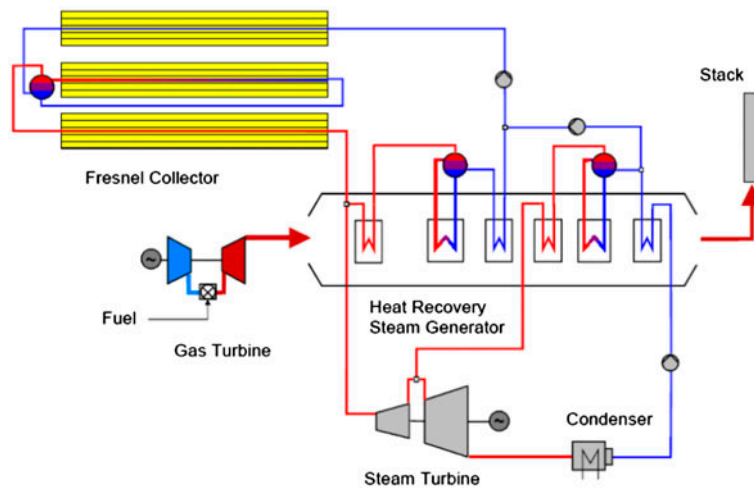 Stack
Fresnel Collector
Heat Recovery
Steam Generator
Fuel
Gas Turbine
Condenser
Steam Turbine